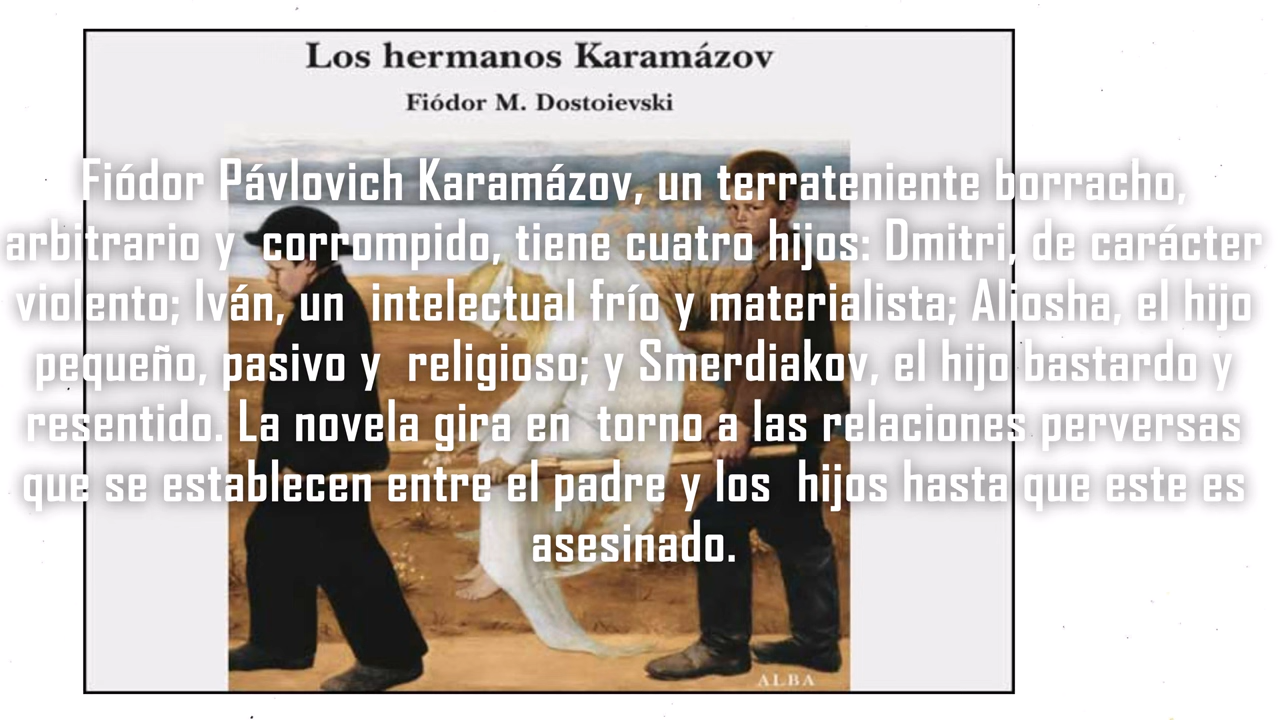 Los hermanos Karamázov
Fiódor M. Dostoievski
Fiódor Pávlovich Karamázov, un terrateniente borracho,
arbitrario y corrompido, tiene cuatro hijos: Dmitri, de carácter
violento; Iván, un intelectual frío y materialista; Aliosha, el hijo
pequeño, pasivo y religioso; y Smerdiakov, el hijo bastardo y
resentido. La novela gira en torno a las relaciones perversas
que se establecen entre el padre y los hijos hasta que este es
asesinado.
ALBA